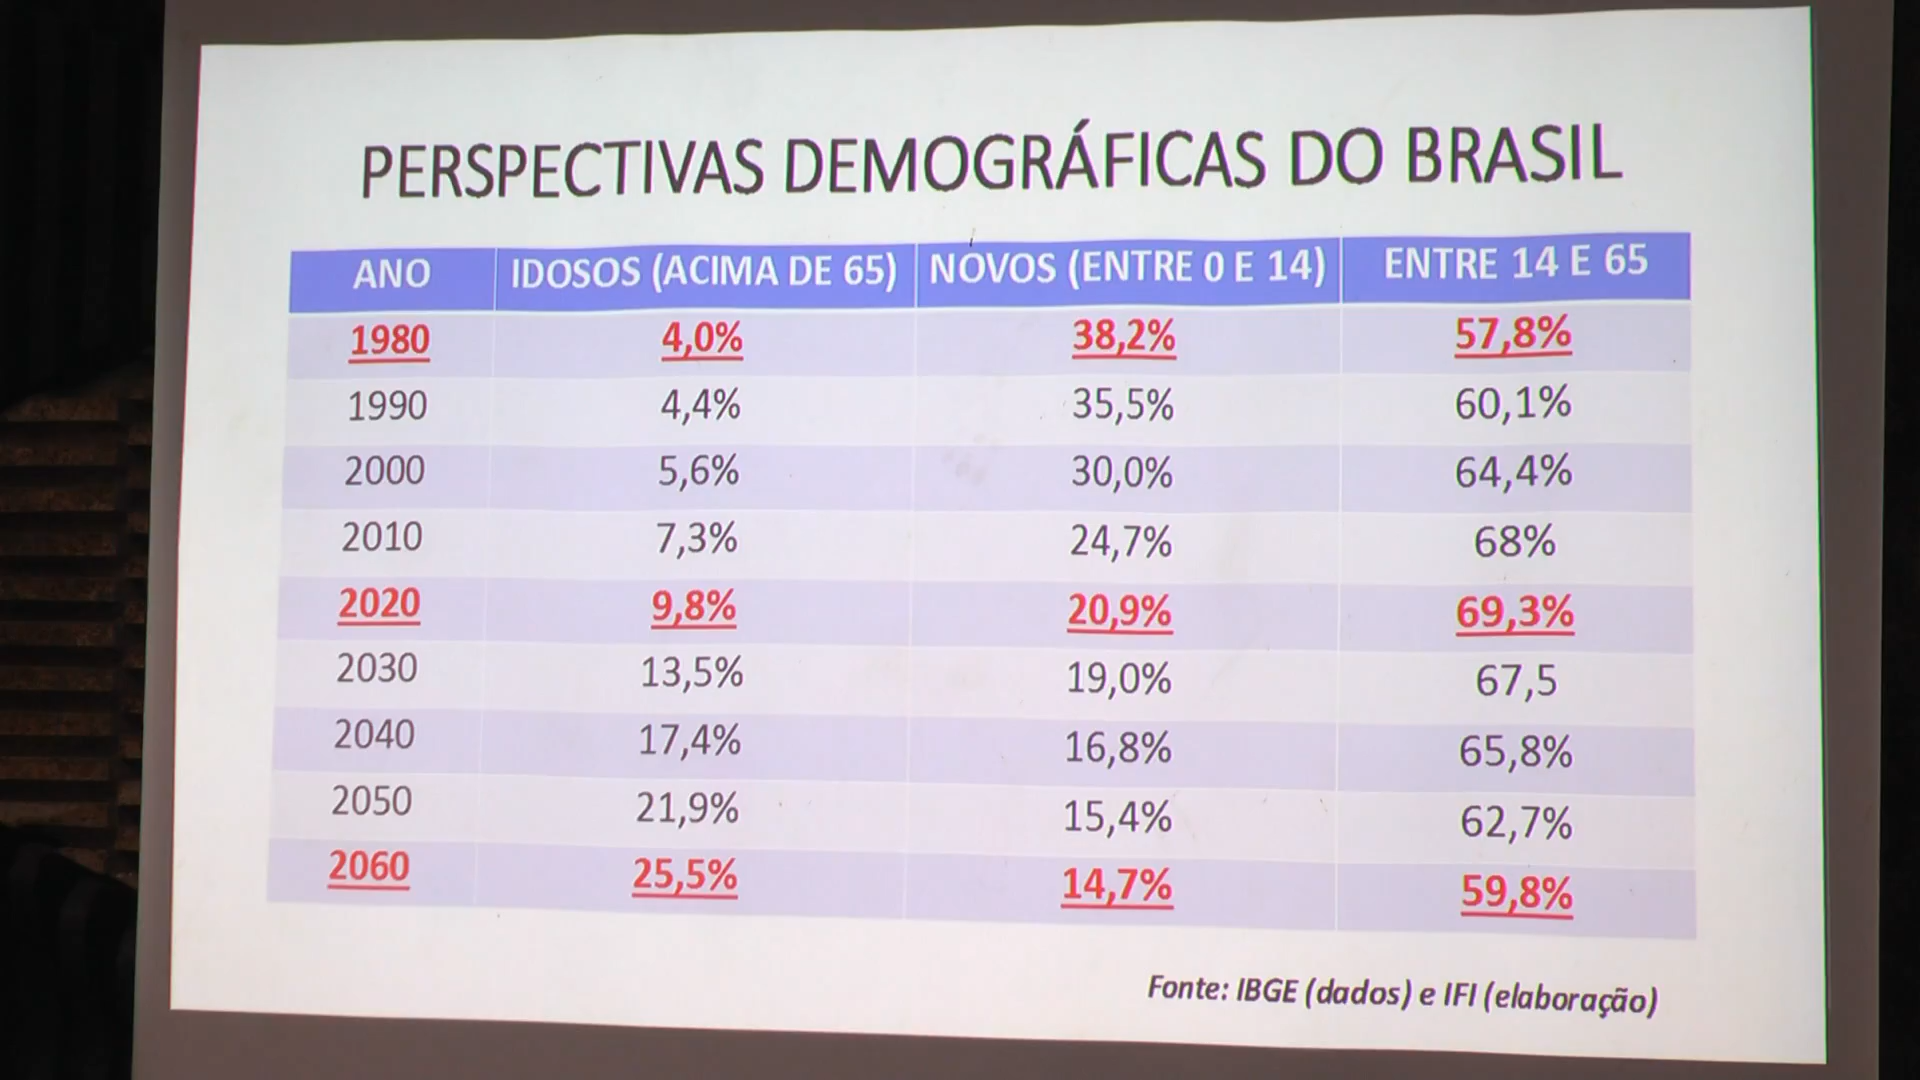 PERSPECTIVAS DEMOGRÁFICAS DO BRASIL
ANO IDOSOS (ACIMA DE 65) NOVOS (ENTRE 0 E 14) ENTRE 14 E 65
1980 4,0% 38,2% 57,8%
1990 4,4% 35,5% 60,1%
2000 5,6% 30,0% 64,4%
2010 7,3% 24,7% 68%
2020 9,8% 20,9% 69,3%
2030 13,5% 19,0% 67,5
2040 17,4% 16,8% 65,8%
2050 21,9% 15,4% 62,7%
2060 25,5% 14,7% 59,8%
Fonte: IBGE (dados) e IFI (elaboração)